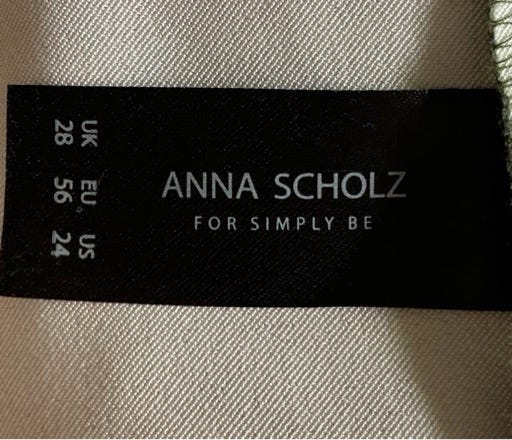 ANNA SCHOLZ
FOR SIMPLY BE
UK EU US
28 56 24